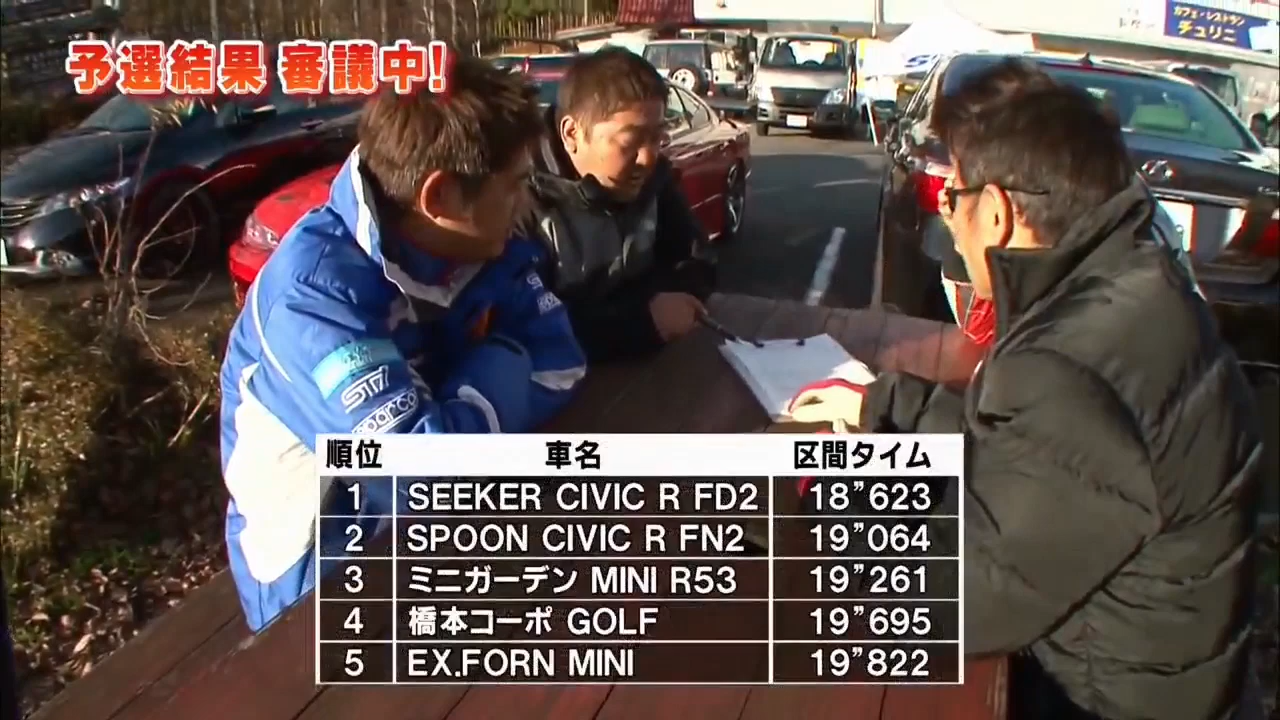 予選結果 審議中!
カフェ・レストラン
チュリニ
STI
sparco
順位 車名 区間タイム
1 SEEKER CIVIC R FD2 18”623
2 SPOON CIVIC R FN2 19”064
3 ミニガーデン MINI R53 19”261
4 橋本コーポ GOLF 19”695
5 EX.FORN MINI 19”822